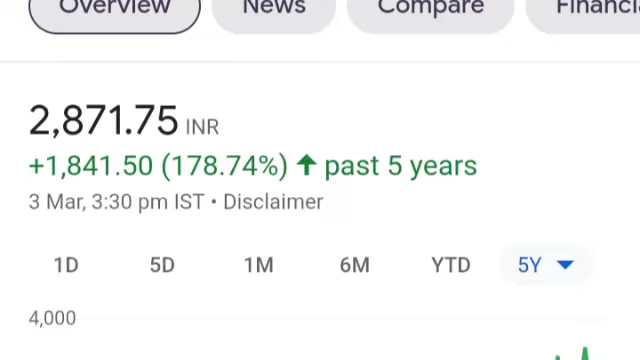 Overview News Compare
2,871.75 INR
+1,841.50 (178.74%) ↑ past 5 years
3 Mar, 3:30 pm IST • Disclaimer
1D 5D 1M 6M YTD 5Y
4,000